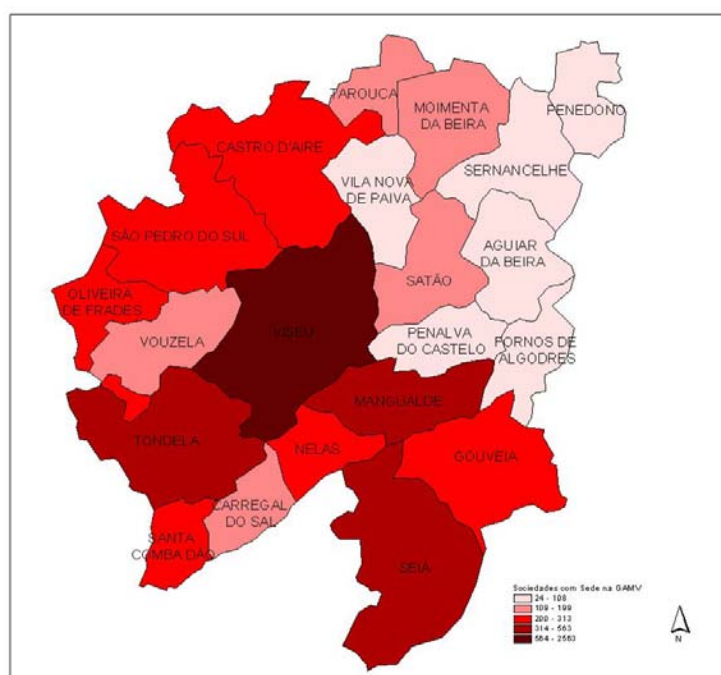 TAROUCA
MOIMENTA
DA BEIRA
PENEDONO
CASTRO D'AIRE
VILA NOVA
DE PAIVA
SERNANCELHE
SÃO PEDRO DO SUL
AGUIAR
DA BEIRA
SATÃO
OLIVEIRA
DE FRADES
VOUZELA
VISEU
PENALVA
DO CASTELO
FORNOS DE
ALGODRES
MANGUALDE
TONDELA
NELAS
GOUVEIA
CARREGAL
DO SAL
SANTA
COMBA DÃO
SEIA
Sociedades com Sede na GAMV
24 - 108
109 - 199
200 - 313
314 - 563
564 - 2563
N